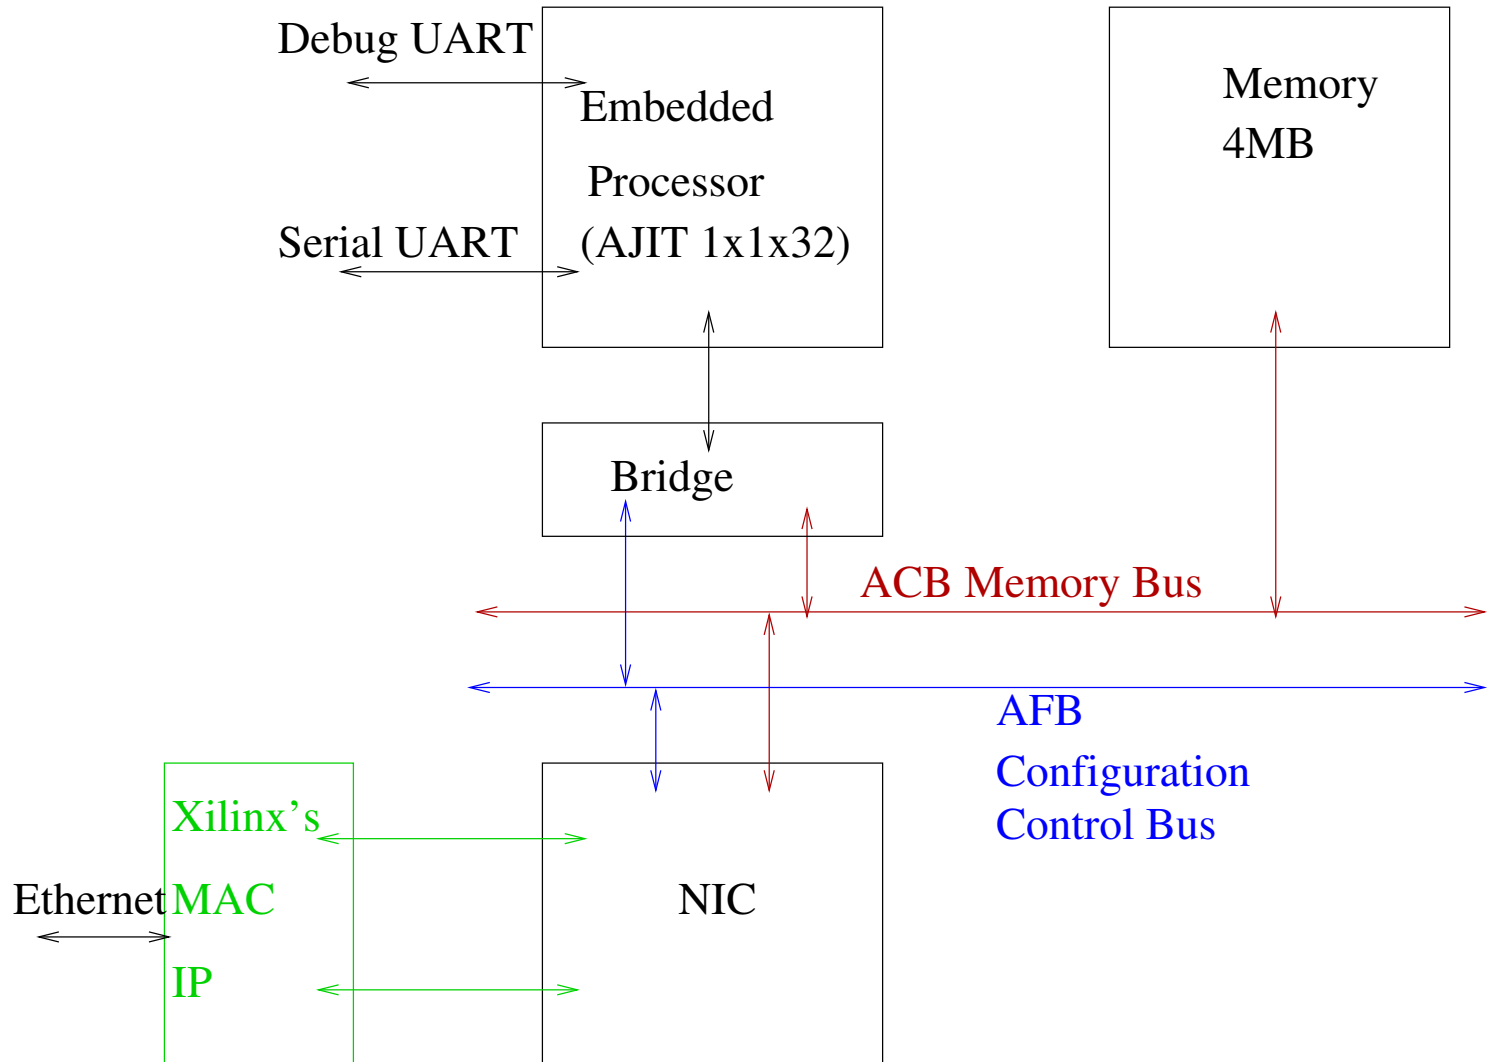 Debug UART
Embedded
Processor
(AJIT 1x1x32)
Serial UART
Memory
4MB
Bridge
ACB Memory Bus
AFB
Configuration
Control Bus
Xilinx's
MAC
IP
Ethernet
NIC